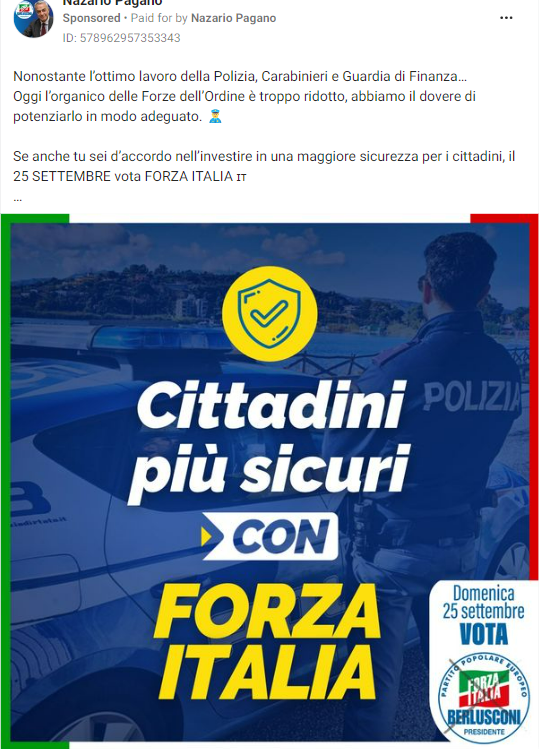 Nazario Pagano
Sponsored • Paid for by Nazario Pagano
ID: 578962957353343
Nonostante l'ottimo lavoro della Polizia, Carabinieri e Guardia di Finanza...
Oggi l'organico delle Forze dell'Ordine è troppo ridotto, abbiamo il dovere di
potenziarlo in modo adeguato. 👮🏻‍♂️
Se anche tu sei d'accordo nell'investire in una maggiore sicurezza per i cittadini, il
25 SETTEMBRE vota FORZA ITALIA 🇮🇹
...
POLIZIA
Cittadini
più sicuri
CON
FORZA
ITALIA
Domenica
25 settembre
VOTA
PARTITO POPOLARE EUROPEO
FORZA
ITALIA
BERLUSCONI
PRESIDENTE